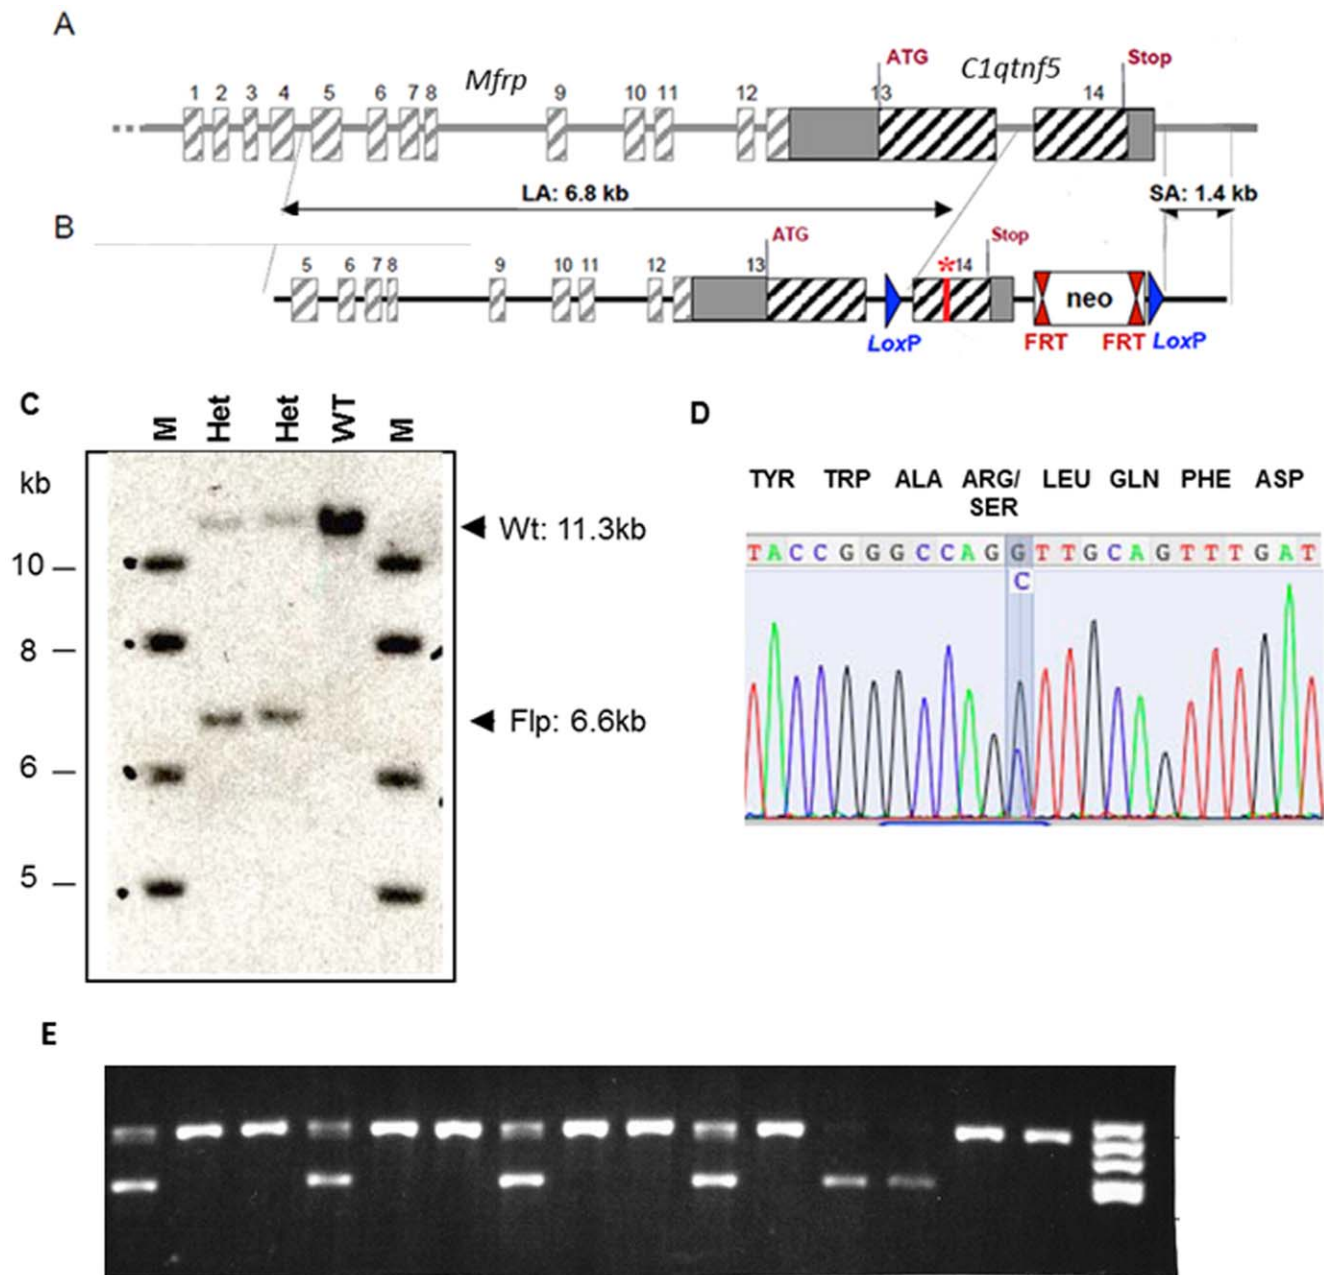 A
ATG
C1qtnf5
Stop
Mfrp
1 2 3 4 5 6 7 8 9 10 11 12 13 14
LA: 6.8 kb
SA: 1.4 kb
B
ATG
Stop
5 6 7 8 9 10 11 12 13 *14
neo
LoxP
FRT
FRT
LoxP
C
M Het Het WT M
kb
Wt: 11.3kb
10
8
Flp: 6.6kb
6
5
D
TYR TRP ALA ARG/ LEU GLN PHE ASP
SER
T A C C G G G C C A G G T T G C A G T T T G A T
C
E